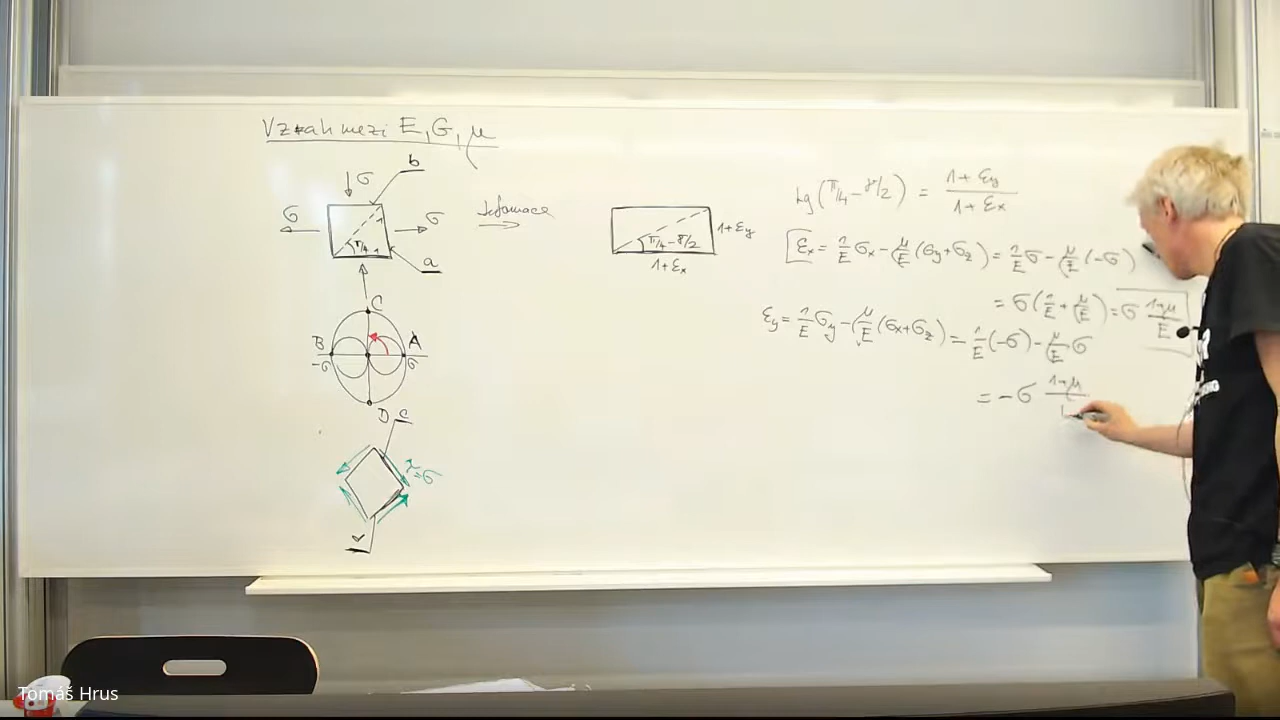 Vztah mezi E, G, μ
b
σ
σ
σ
π/4
a
deformace
π/4 - γ/2
1+εy
1+εx
tg(π/4 - γ/2) = (1+εy)/(1+εx)
εx = 1/E σx - μ/E (σy+σz) = 1/E σ - μ/E (-σ)
= σ(1/E + μ/E) = σ (1+μ)/E
εy = 1/E σy - μ/E (σx+σz) = 1/E (-σ) - μ/E σ
= -σ (1+μ)/
C
B
A
-σ
σ
D
c
τ=σ
Tomáš Hrus